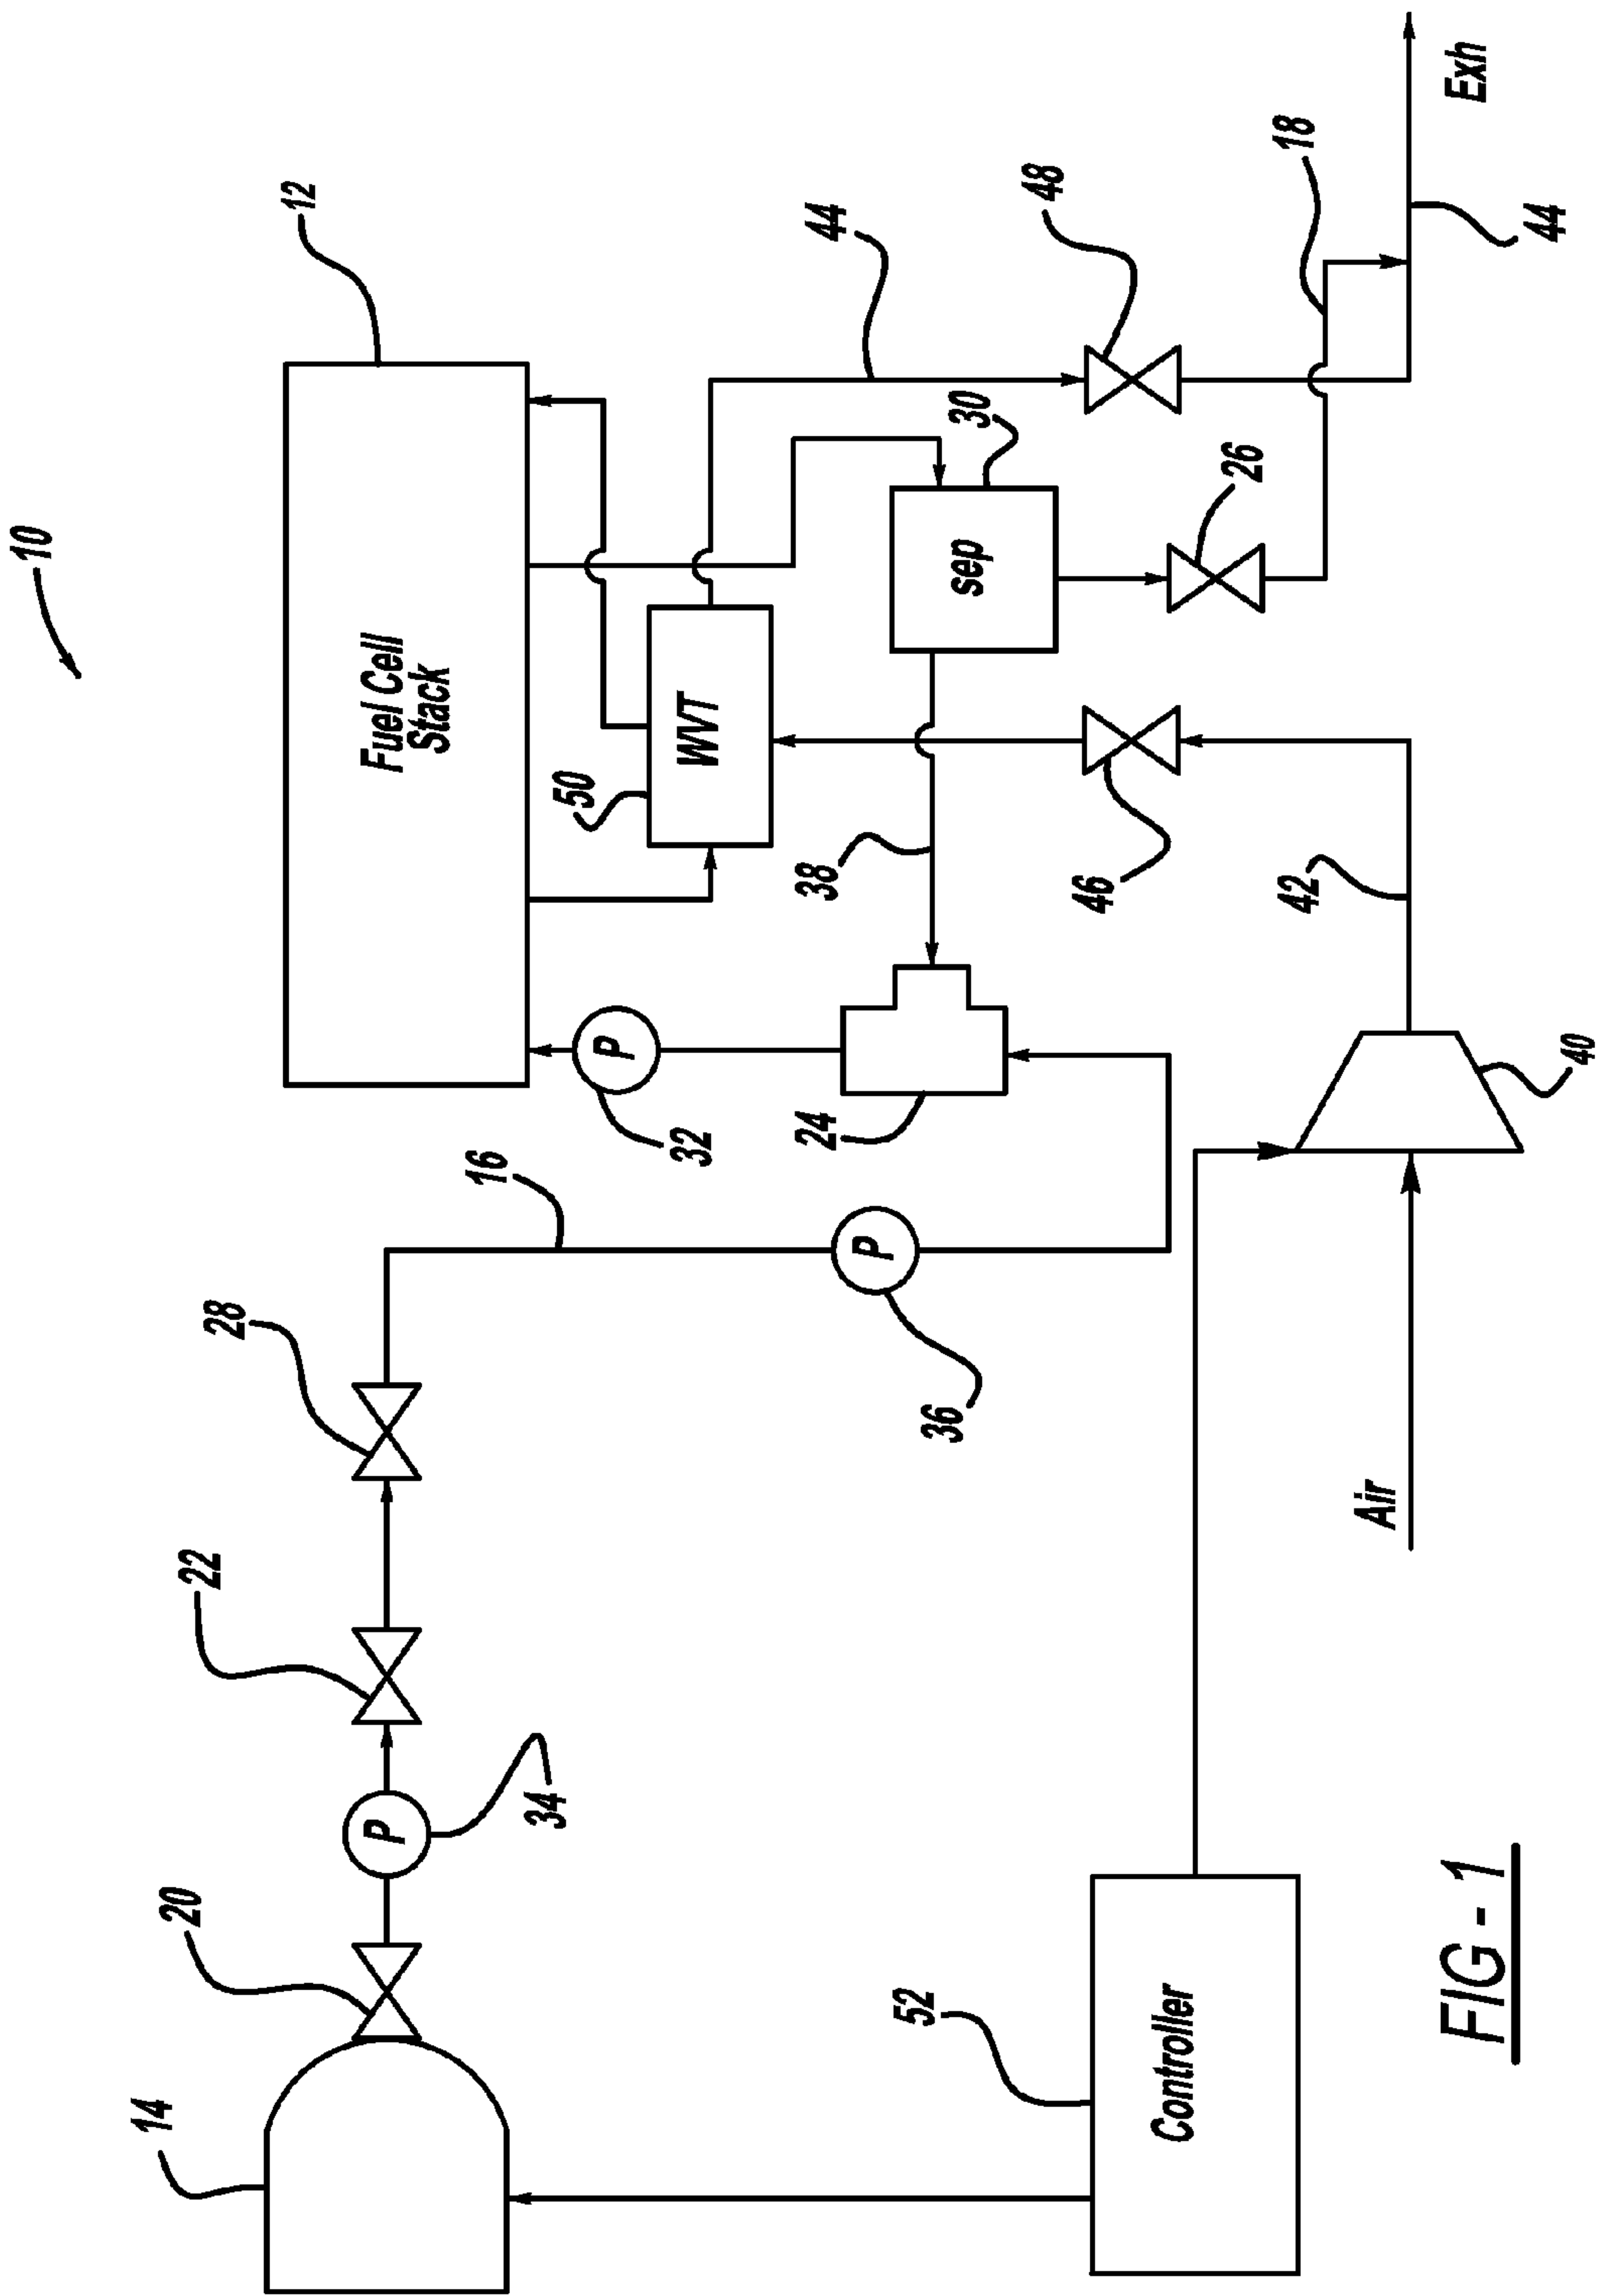 10
12
Fuel Cell
Stack
14
20
34
22
28
16
P
P
P
32
36
24
50
WVT
38
sep
30
44
48
26
18
46
42
40
Air
Exh
44
52
Controller
FIG - 1